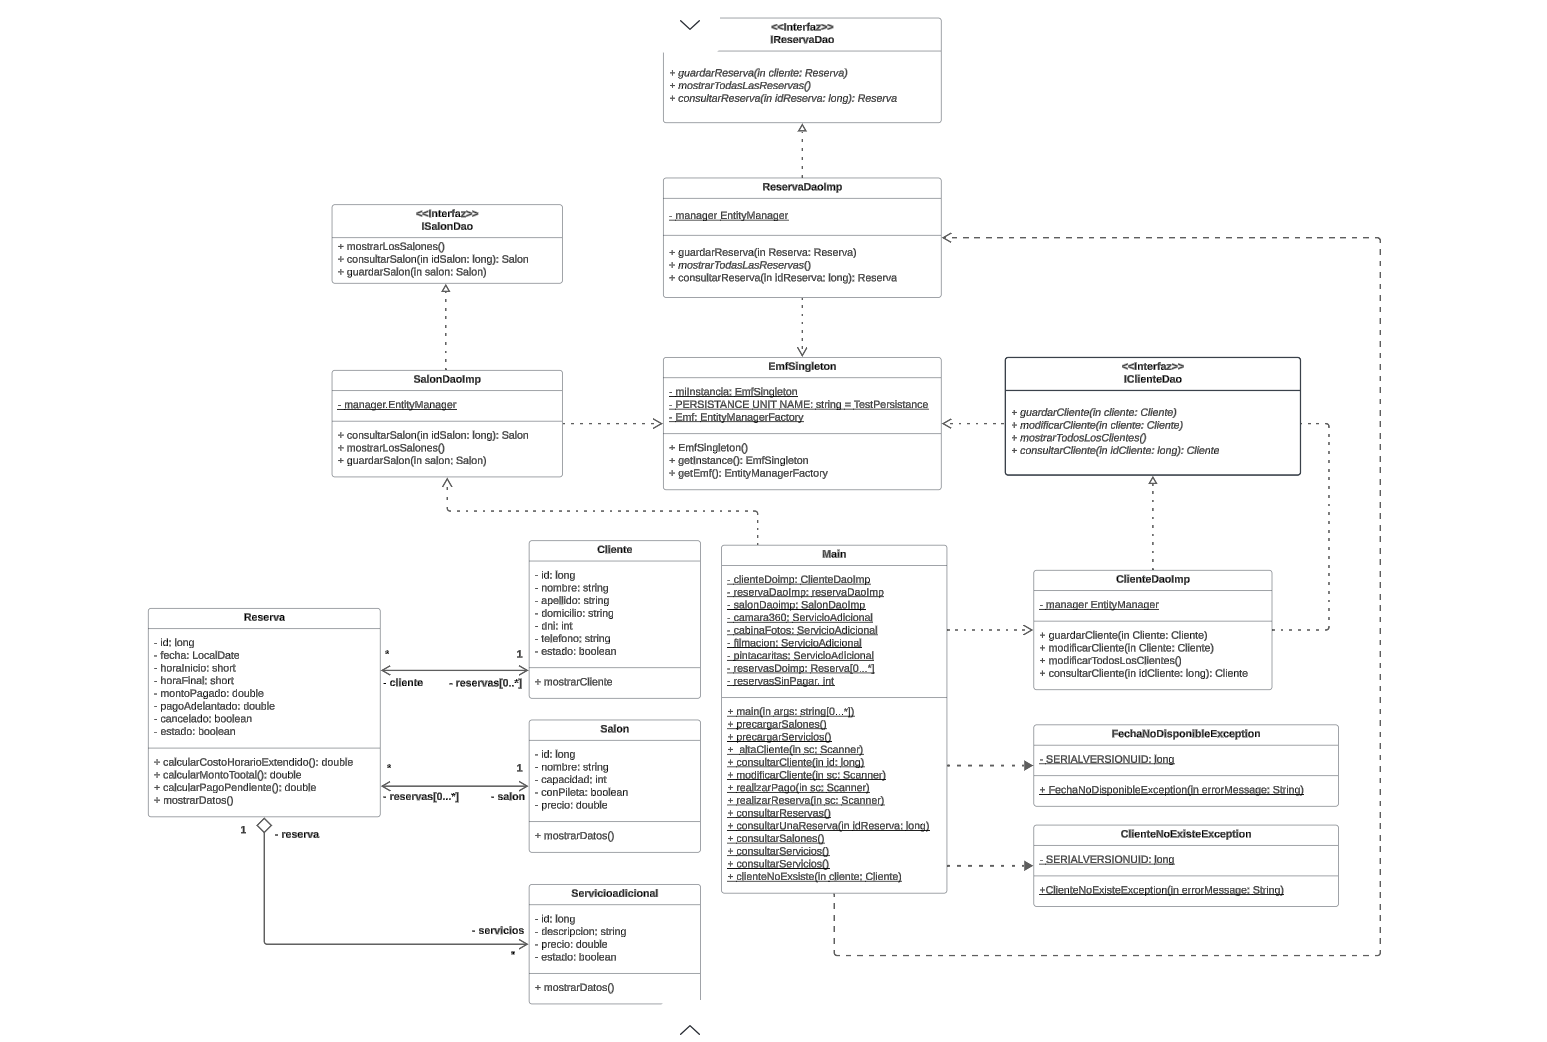 <<Interfaz>>
IReservaDao
+ guardarReserva(in cliente: Reserva)
+ mostrarTodasLasReservas()
+ consultarReserva(in idReserva: long): Reserva
ReservaDaoImp
- manager EntityManager
+ guardarReserva(in Reserva: Reserva)
+ mostrarTodasLasReservas()
+ consultarReserva(in idReserva: long): Reserva
<<Interfaz>>
ISalonDao
+ mostrarLosSalones()
+ consultarSalon(in idSalon: long): Salon
+ guardarSalon(in salon: Salon)
SalonDaoImp
- manager.EntityManager
+ consultarSalon(in idSalon: long): Salon
+ mostrarLosSalones()
+ guardarSalon(in salon: Salon)
EmfSingleton
- miInstancia: EmfSingleton
- PERSISTANCE UNIT NAME: string = TestPersistance
- Emf: EntityManagerFactory
+ EmfSingleton()
+ getInstance(): EmfSingleton
+ getEmf(): EntityManagerFactory
<<Interfaz>>
IClienteDao
+ guardarCliente(in cliente: Cliente)
+ modificarCliente(in cliente: Cliente)
+ mostrarTodosLosClientes()
+ consultarCliente(in idCliente: long): Cliente
Cliente
- id: long
- nombre: string
- apellido: string
- domicilio: string
- dni: int
- telefono: string
- estado: boolean
+ mostrarCliente
Main
- clienteDoimp: ClienteDaoImp
- reservaDaoImp: reservaDaoImp
- salonDaoimp: SalonDaoImp
- camara360: ServicioAdicional
- cabinaFotos: ServicioAdicional
- filmacion: ServicioAdicional
- pintacaritas: ServicioAdicional
- reservasDoimp: Reserva[0...*]
- reservasSinPagar. int
+ main(in args: string[0...*])
+ precargarSalones()
+ precargarServicios()
+  altaCliente(in sc: Scanner)
+ consultarCliente(in id: long)
+ modificarCliente(in sc: Scanner)
+ realizarPago(in sc: Scanner)
+ realizarReserva(in sc: Scanner)
+ consultarReservas()
+ consultarUnaReserva(in idReserva: long)
+ consultarSalones()
+ consultarServicios()
+ consultarServicios()
+ clienteNoExsiste(in cliente: Cliente)
ClienteDaoImp
- manager EntityManager
+ guardarCliente(in Cliente: Cliente)
+ modificarCliente(in Cliente: Cliente)
+ modificarTodosLosClientes()
+ consultarCliente(in idCliente: long): Cliente
Reserva
- id: long
- fecha: LocalDate
- horaInicio: short
- horaFinal: short
- montoPagado: double
- pagoAdelantado: double
- cancelado: boolean
- estado: boolean
+ calcularCostoHorarioExtendido(): double
+ calcularMontoTootal(): double
+ calcularPagoPendiente(): double
+ mostrarDatos()
*
1
- cliente
- reservas[0..*]
*
1
- reservas[0...*]
- salon
1
- reserva
- servicios
*
Salon
- id: long
- nombre: string
- capacidad: int
- conPileta: boolean
- precio: double
+ mostrarDatos()
Servicioadicional
- id: long
- descripcion: string
- precio: double
- estado: boolean
+ mostrarDatos()
FechaNoDisponibleException
- SERIALVERSIONUID: long
+ FechaNoDisponibleException(in errorMessage: String)
ClienteNoExisteException
- SERIALVERSIONUID: long
+ClienteNoExisteException(in errorMessage: String)